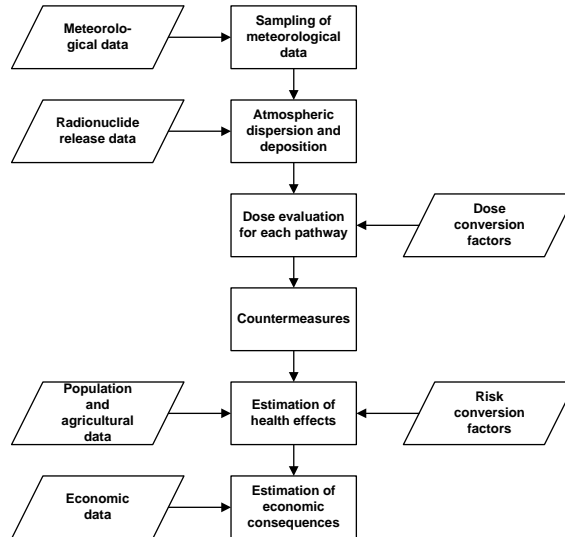 Meteorolo-
gical data
Sampling of
meteorological
data
Radionuclide
release data
Atmospheric
dispersion and
deposition
Dose evaluation
for each pathway
Dose
conversion
factors
Countermeasures
Population
and
agricultural
data
Estimation of
health effects
Risk
conversion
factors
Economic
data
Estimation of
economic
consequences